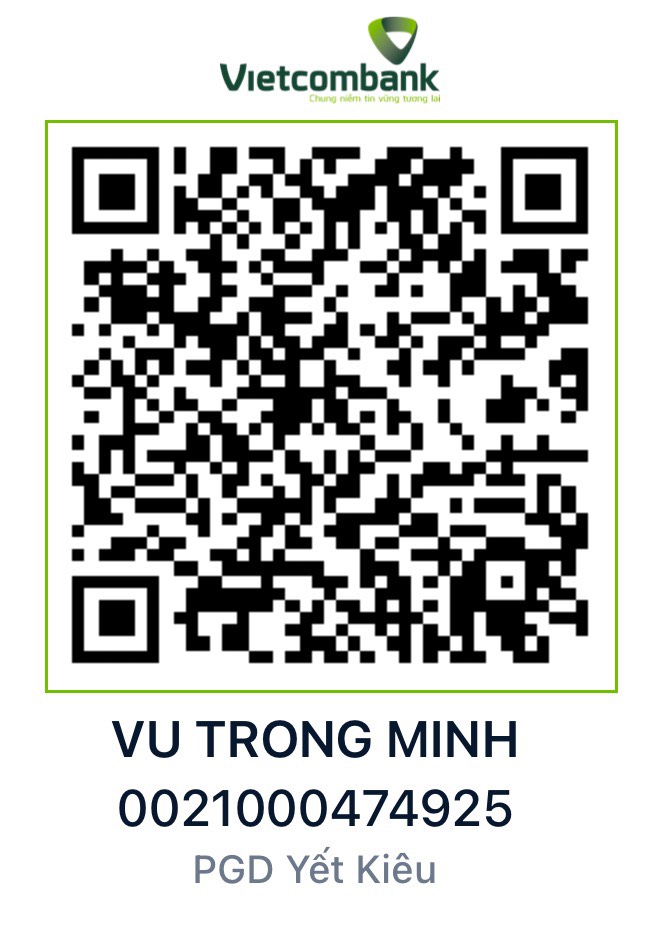 Vietcombank
Chung niềm tin vững tương lai
VU TRONG MINH
0021000474925
PGD Yết Kiêu